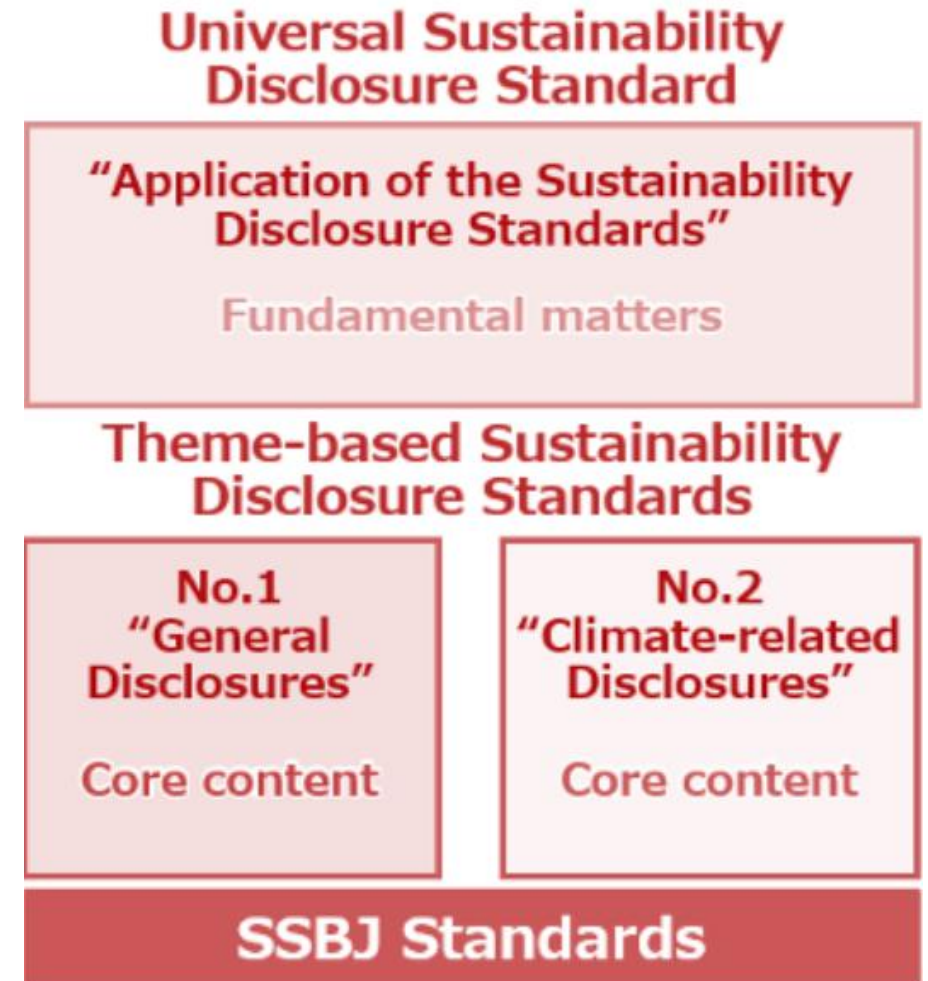 Universal Sustainability
Disclosure Standard
“Application of the Sustainability
Disclosure Standards”
Fundamental matters
Theme-based Sustainability
Disclosure Standards
No.1
“General
Disclosures”
Core content
No.2
“Climate-related
Disclosures”
Core content
SSBJ Standards